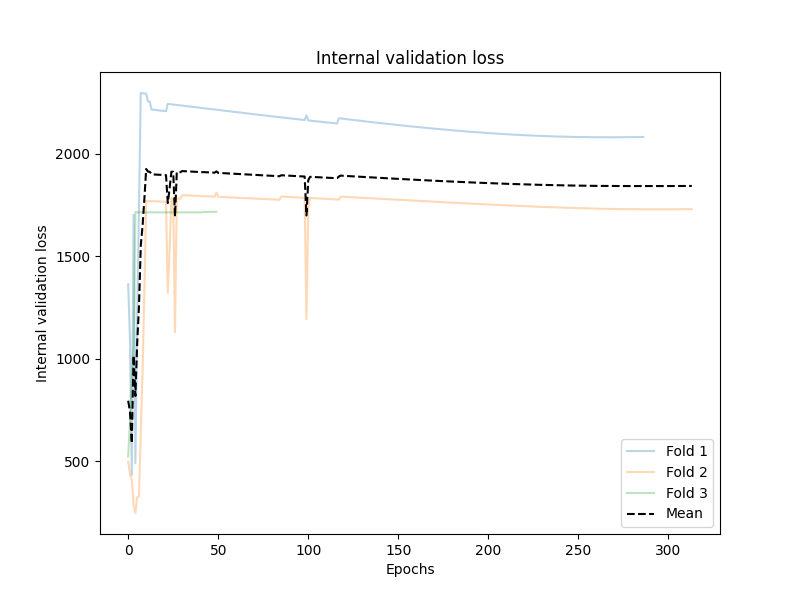 Internal validation loss
2000
1500
1000
500
Internal validation loss
0
50
100
150
200
250
300
Epochs
Fold 1
Fold 2
Fold 3
Mean